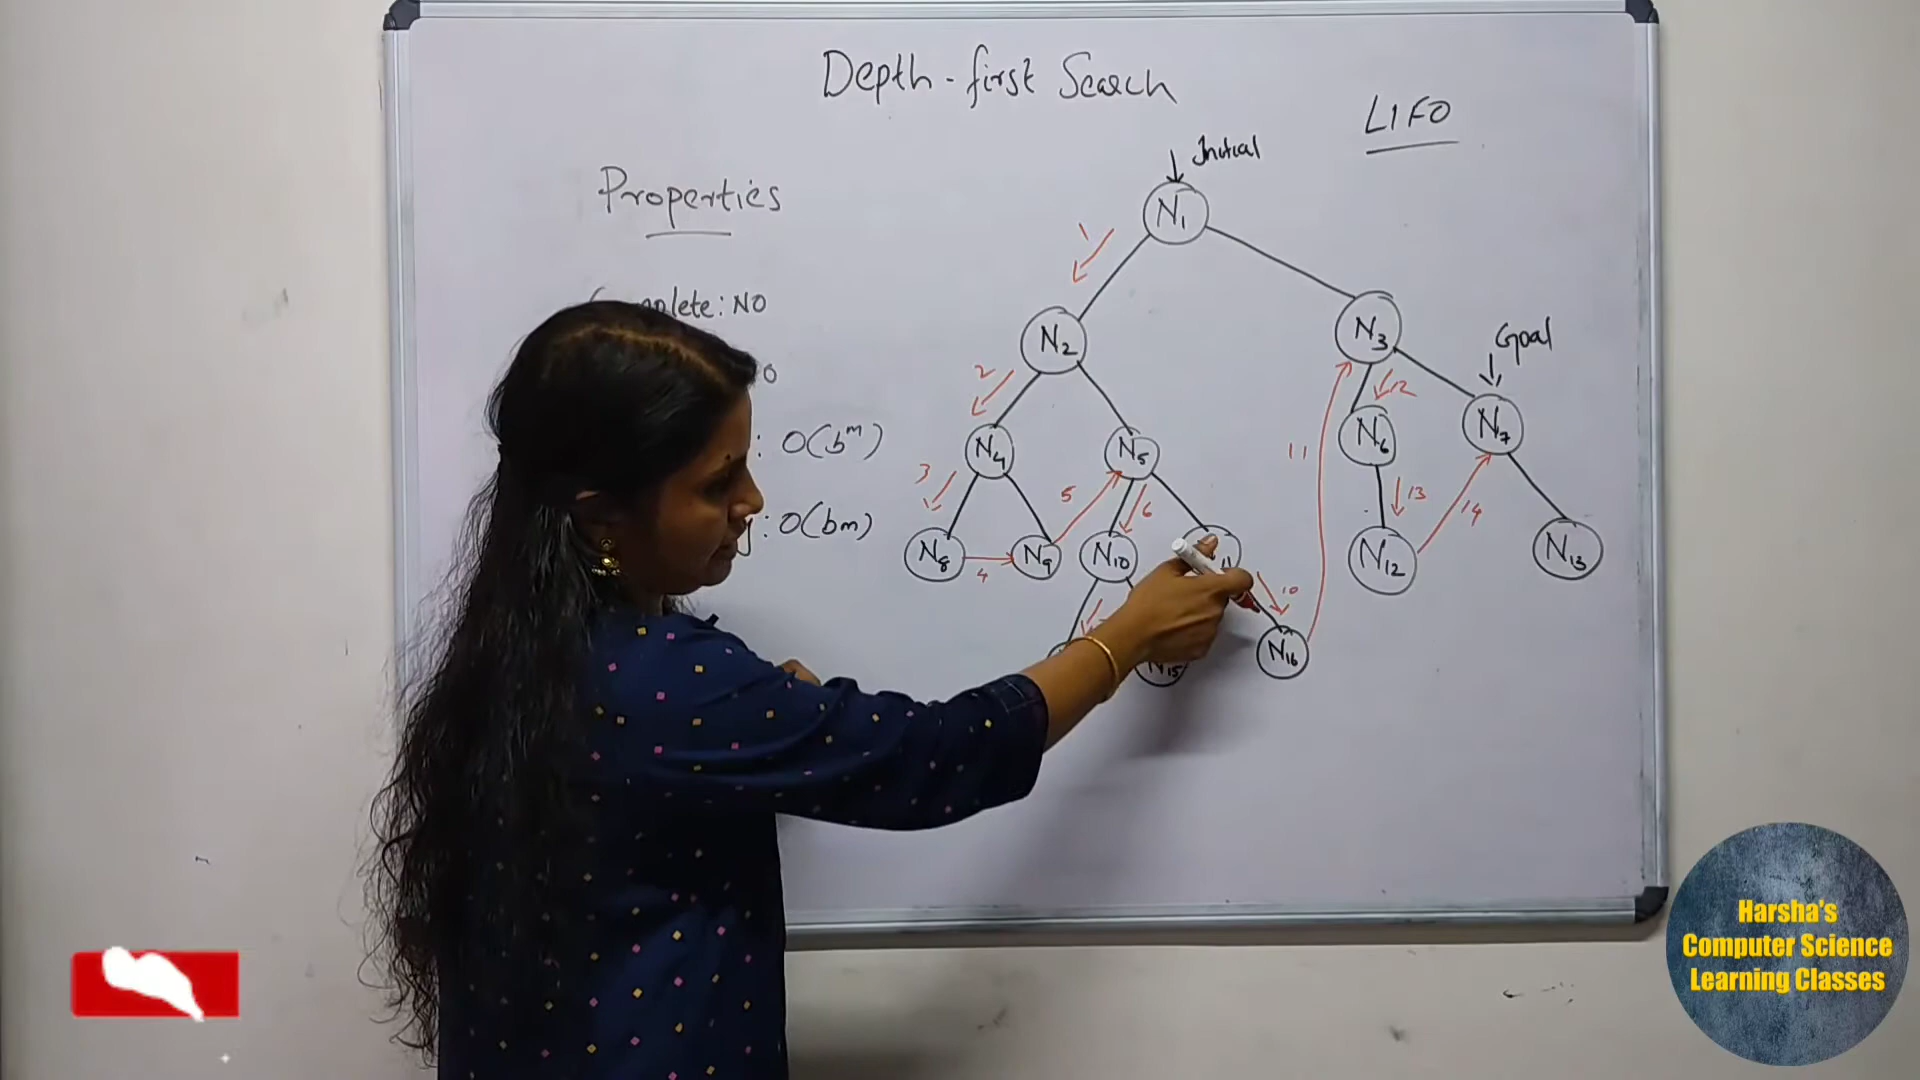 Depth-first Search
LIFO
Initial
Properties
N1
1
Complete: NO
N2
N3
Goal
2
12
: O(b^m)
N4
N5
N6
N7
3
5
6
11
13
14
: O(bm)
N8
4
N9
N10
N12
N13
10
N15
N16
Harsha's
Computer Science
Learning Classes